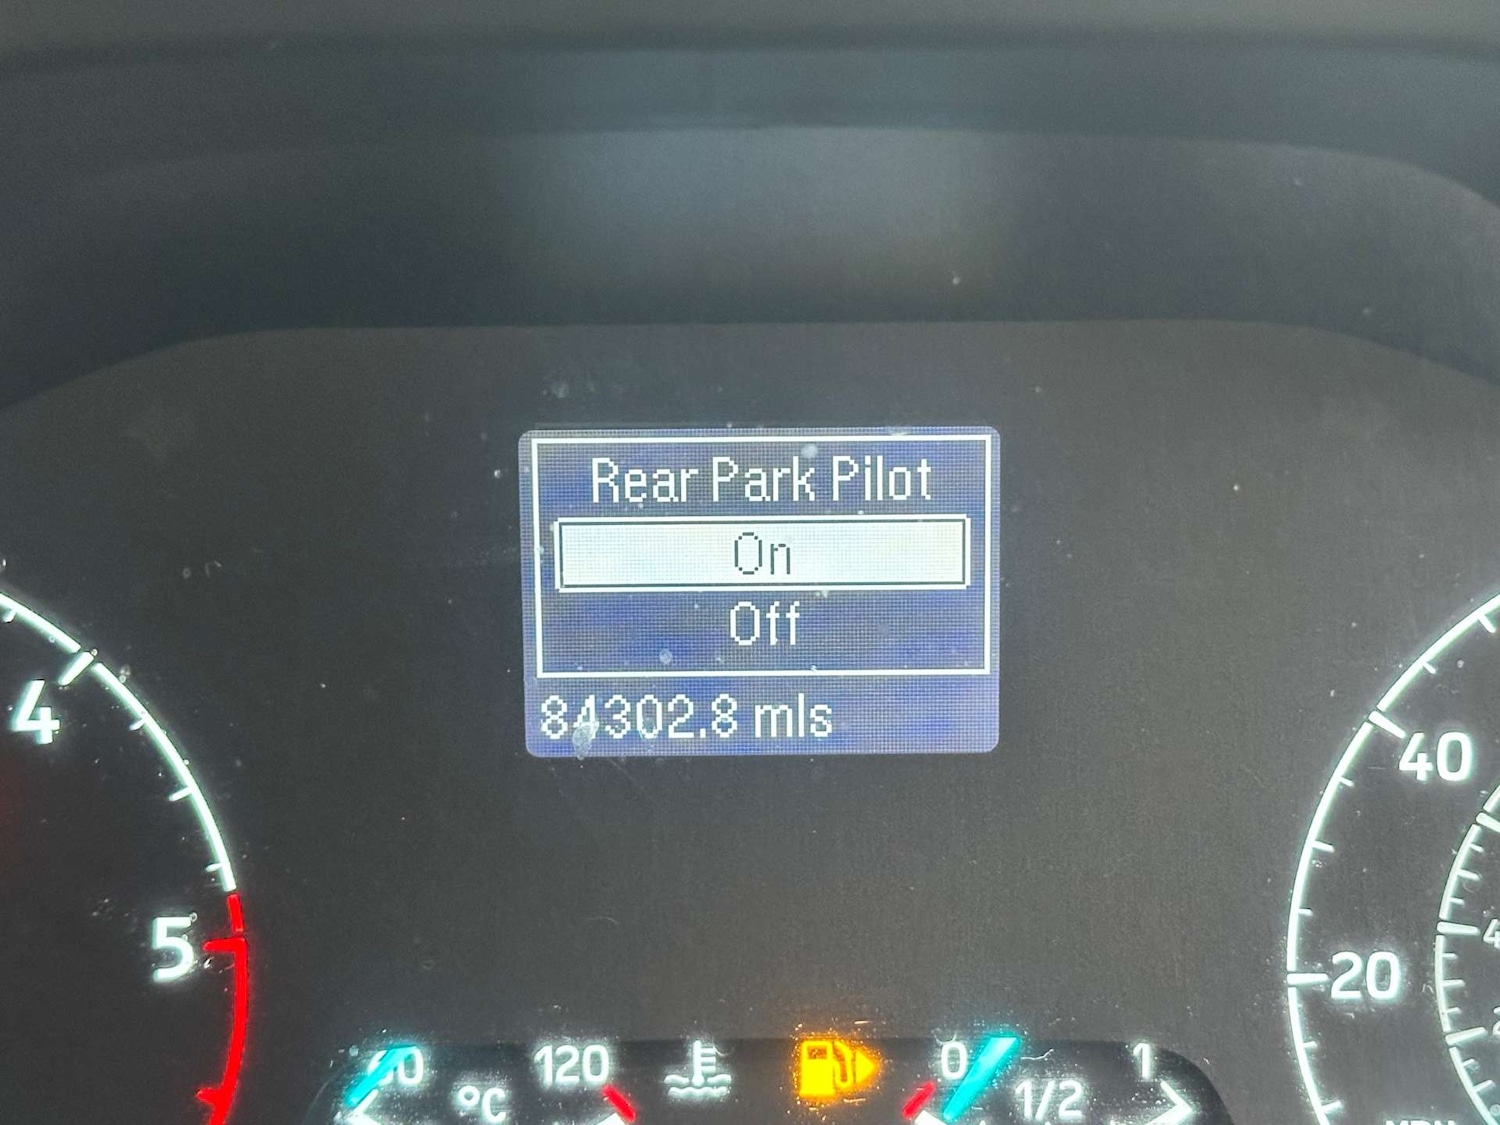 Rear Park Pilot
On
Off
84302.8 mls
4
40
5
20
120
0
1
°C
1/2